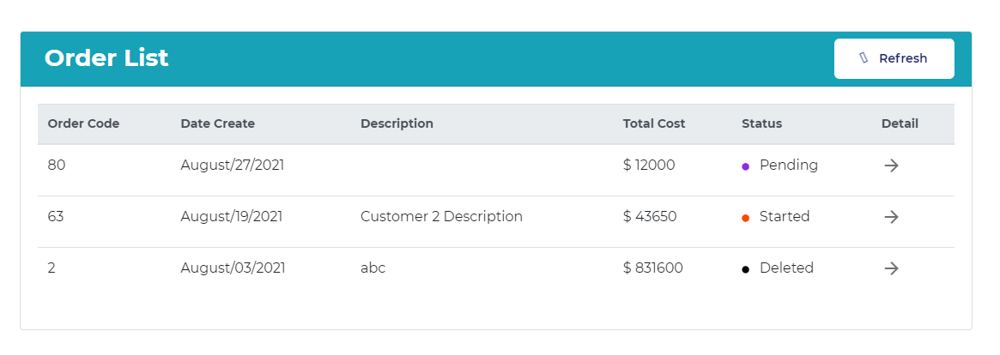 Order List
Refresh
Order Code Date Create Description Total Cost Status Detail
80 August/27/2021 $ 12000 Pending
63 August/19/2021 Customer 2 Description $ 43650 Started
2 August/03/2021 abc $ 831600 Deleted